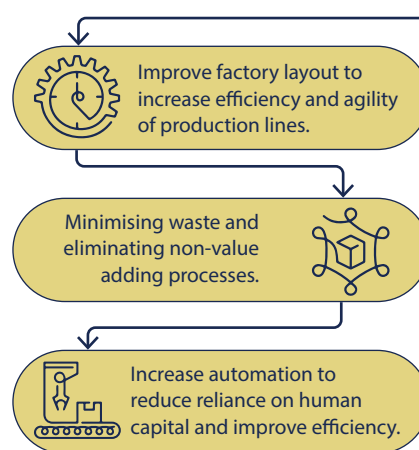 Improve factory layout to
increase efficiency and agility
of production lines.
Minimising waste and
eliminating non-value
adding processes.
Increase automation to
reduce reliance on human
capital and improve efficiency.